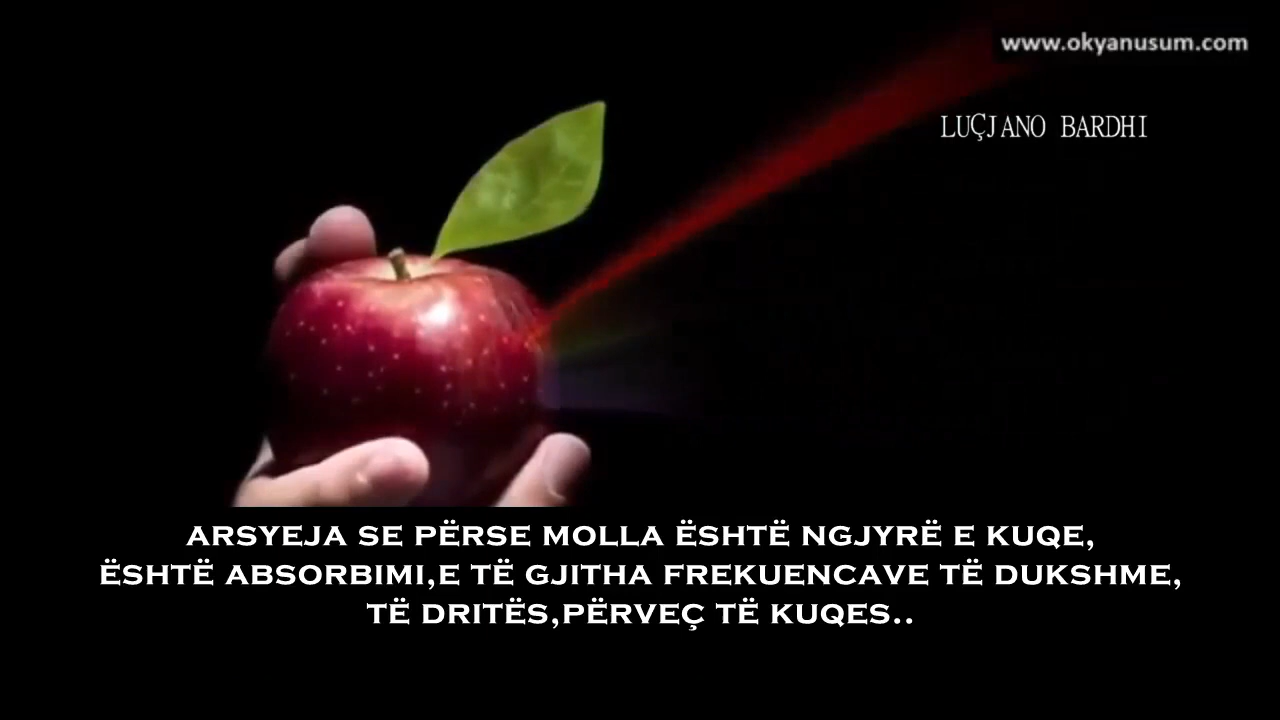 www.okyanusum.com
LUÇJANO BARDHI
ARSYEJA SE PËRSE MOLLA ËSHTË NGJYRË E KUQE,
ËSHTË ABSORBIMI,E TË GJITHA FREKUENCAVE TË DUKSHME,
TË DRITËS,PËRVEÇ TË KUQES..